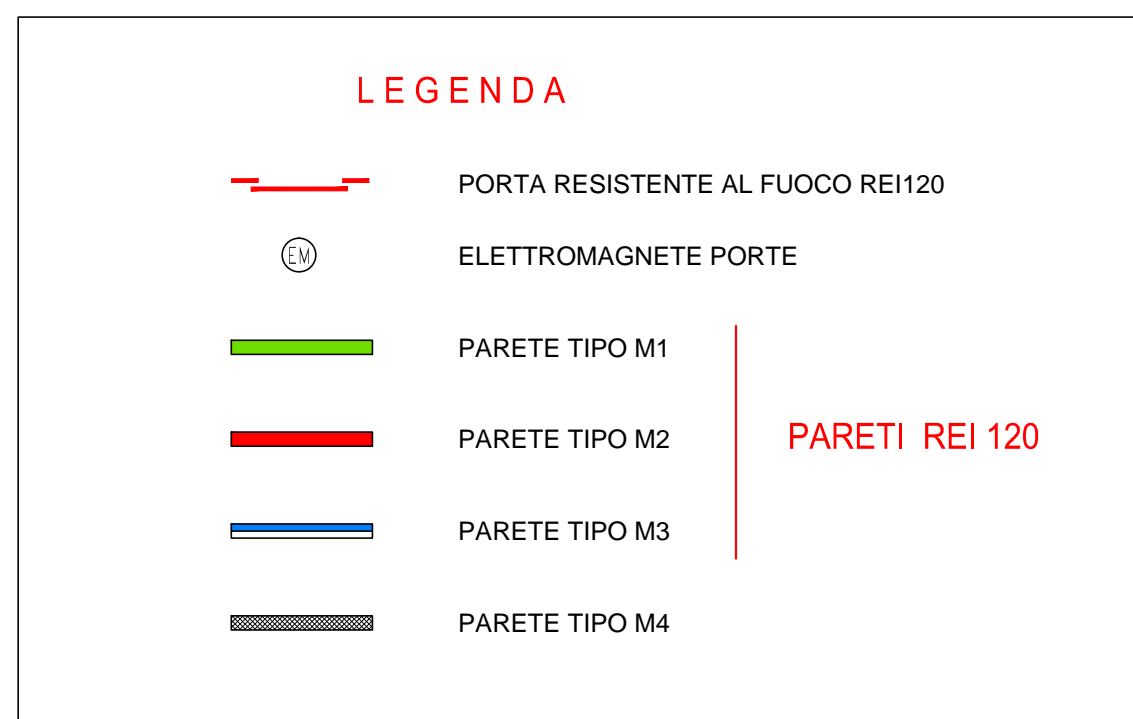 LEGENDA
PORTA RESISTENTE AL FUOCO REI120
EM
ELETTROMAGNETE PORTE
PARETE TIPO M1
PARETE TIPO M2
PARETI REI 120
PARETE TIPO M3
PARETE TIPO M4